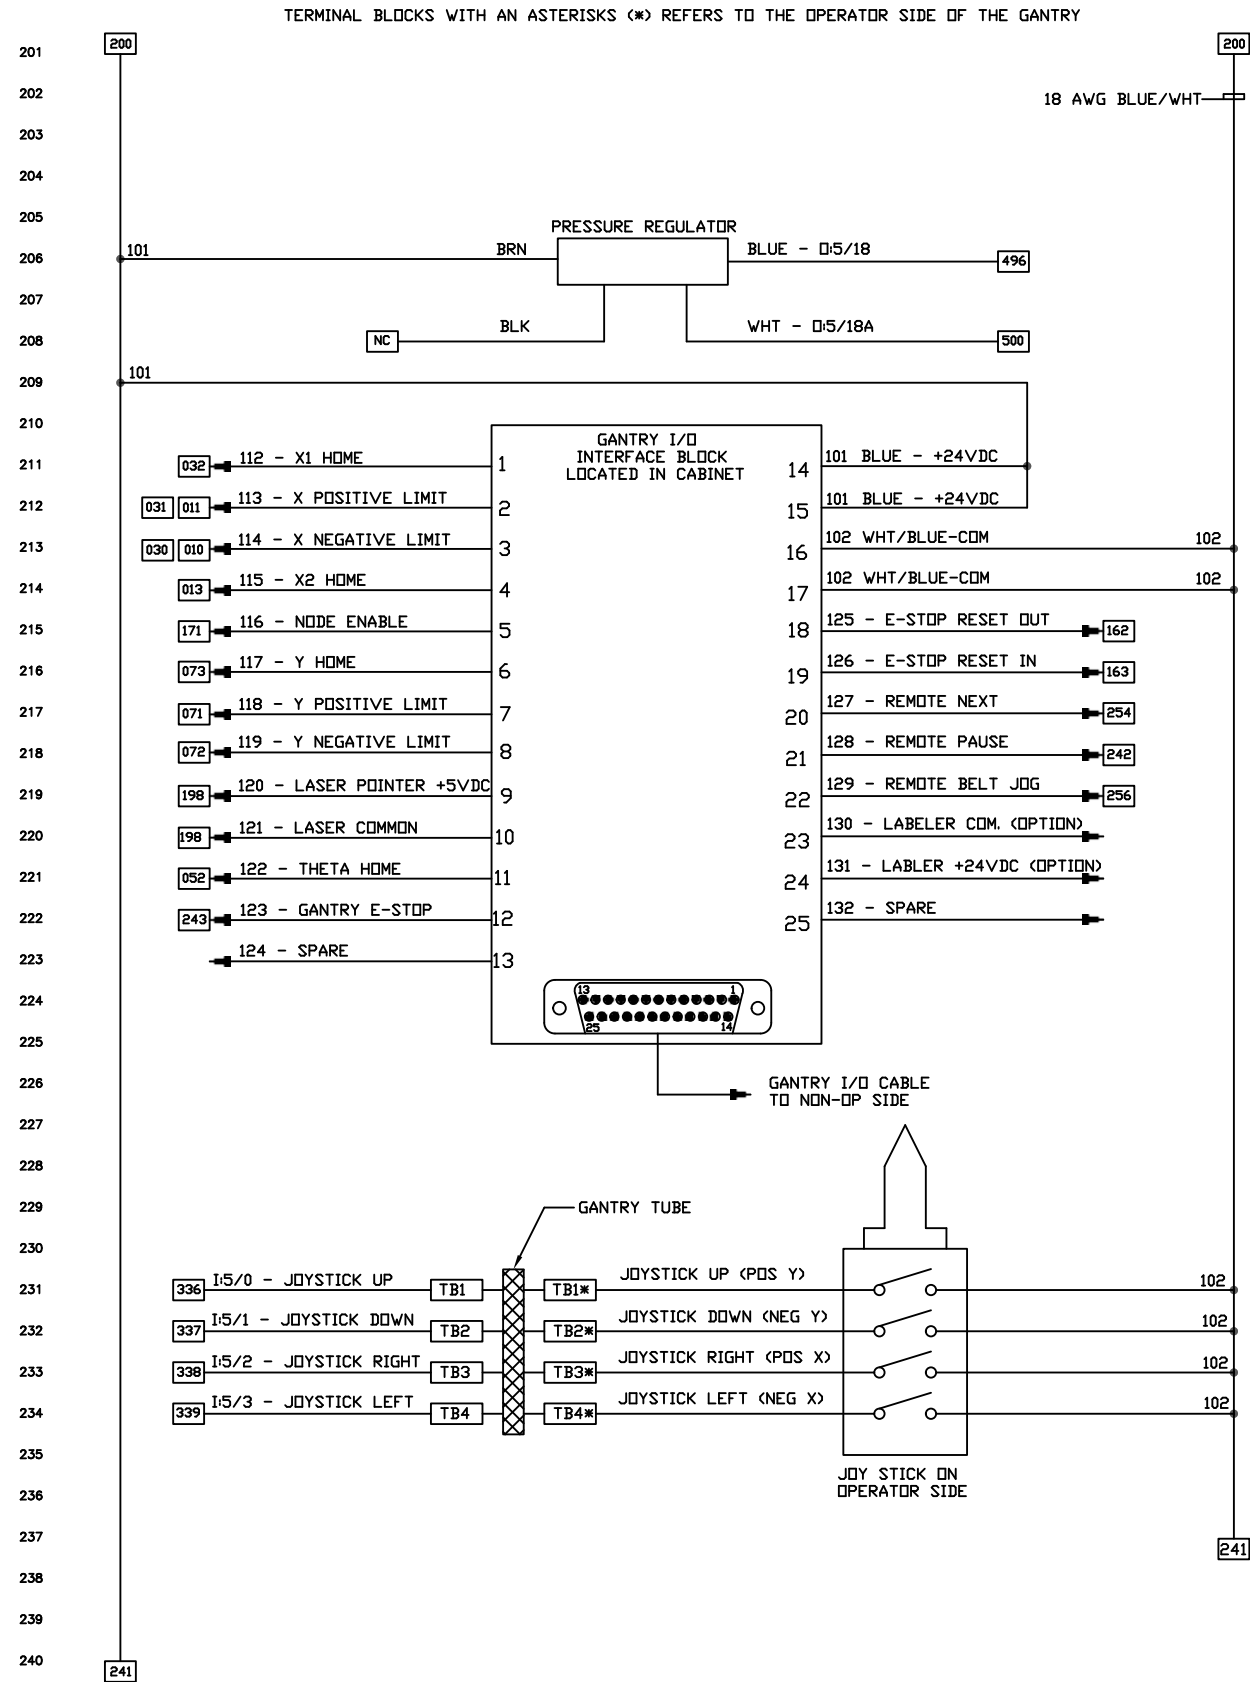 TERMINAL BLOCKS WITH AN ASTERISKS (*) REFERS TO THE OPERATOR SIDE OF THE GANTRY
200 200
201
202 18 AWG BLUE/WHT
203
204
205
PRESSURE REGULATOR
206 101 BRN BLUE - O:5/18 496
207
208 NC BLK WHT - O:5/18A 500
209 101
210
GANTRY I/O
INTERFACE BLOCK
LOCATED IN CABINET
211 032 112 - X1 HOME 1 14 101 BLUE - +24VDC
212 031 011 113 - X POSITIVE LIMIT 2 15 101 BLUE - +24VDC
213 030 010 114 - X NEGATIVE LIMIT 3 16 102 WHT/BLUE-COM 102
214 013 115 - X2 HOME 4 17 102 WHT/BLUE-COM 102
215 171 116 - NODE ENABLE 5 18 125 - E-STOP RESET OUT 162
216 073 117 - Y HOME 6 19 126 - E-STOP RESET IN 163
217 071 118 - Y POSITIVE LIMIT 7 20 127 - REMOTE NEXT 254
218 072 119 - Y NEGATIVE LIMIT 8 21 128 - REMOTE PAUSE 242
219 198 120 - LASER POINTER +5VDC 9 22 129 - REMOTE BELT JOG 256
220 198 121 - LASER COMMON 10 23 130 - LABELER COM. (OPTION)
221 052 122 - THETA HOME 11 24 131 - LABLER +24VDC (OPTION)
222 243 123 - GANTRY E-STOP 12 25 132 - SPARE
223 124 - SPARE 13
13 1
224
25 14
225
226 GANTRY I/O CABLE
TO NON-OP SIDE
227
228
229 GANTRY TUBE
230
231 336 I:5/0 - JOYSTICK UP TB1 TB1* JOYSTICK UP (POS Y) 102
232 337 I:5/1 - JOYSTICK DOWN TB2 TB2* JOYSTICK DOWN (NEG Y) 102
233 338 I:5/2 - JOYSTICK RIGHT TB3 TB3* JOYSTICK RIGHT (POS X) 102
234 339 I:5/3 - JOYSTICK LEFT TB4 TB4* JOYSTICK LEFT (NEG X) 102
235
JOY STICK ON
OPERATOR SIDE
236
237
241
238
239
240
241